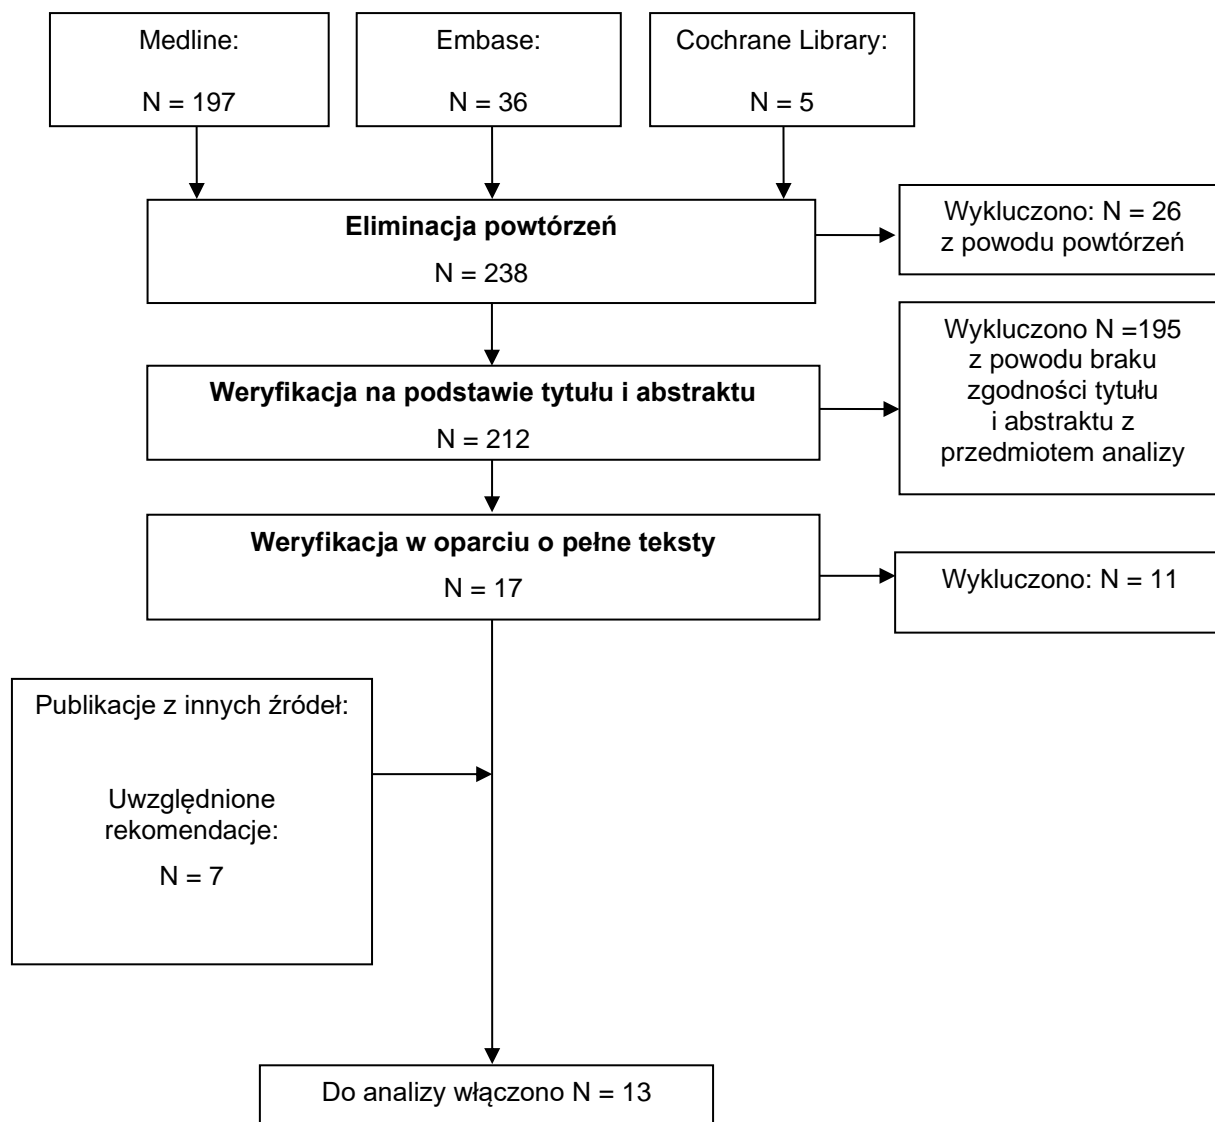 Medline:
N = 197
Embase:
N = 36
Cochrane Library:
N = 5
Eliminacja powtórzeń
N = 238
Wykluczono: N = 26
z powodu powtórzeń
Weryfikacja na podstawie tytułu i abstraktu
N = 212
Wykluczono N =195
z powodu braku
zgodności tytułu
i abstraktu z
przedmiotem analizy
Weryfikacja w oparciu o pełne teksty
N = 17
Wykluczono: N = 11
Publikacje z innych źródeł:
Uwzględnione
rekomendacje:
N = 7
Do analizy włączono N = 13